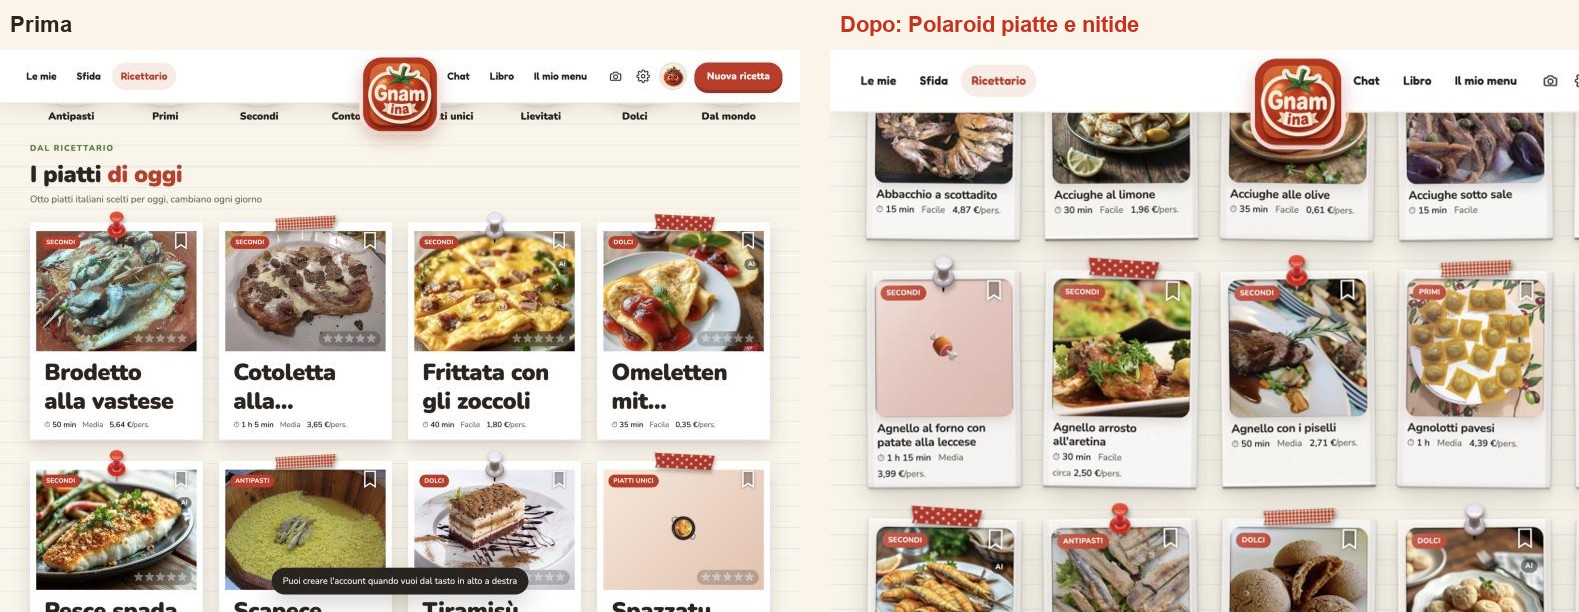 Prima
Le mie Sfida Ricettario
Gnam
ina
Chat Libro Il mio menu
Nuova ricetta
Antipasti Primi Secondi Lievitati Dolci Dal mondo
DAL RICETTARIO
I piatti di oggi
Otto piatti italiani scelti per oggi, cambiano ogni giorno
SECONDI
Brodetto
alla vastese
50 min Media 5,64 €/pers.
SECONDI
Cotoletta
alla...
1 h 5 min Media 3,65 €/pers.
SECONDI
AI
Frittata con
gli zoccoli
40 min Facile 1,80 €/pers.
DOLCI
AI
Omeletten
mit...
35 min Facile 0,35 €/pers.
SECONDI
AI
Pesce spada
ANTIPASTI
Scapece
DOLCI
Tiramisù
PIATTI UNICI
Puoi creare l'account quando vuoi dal tasto in alto a destra
Dopo: Polaroid piatte e nitide
Le mie Sfida Ricettario
Gnam
ina
Chat Libro Il mio menu
Abbacchio a scottadito
15 min Facile 4,87 €/pers.
Acciughe al limone
30 min Facile 1,96 €/pers.
Acciughe alle olive
35 min Facile 0,61 €/pers.
Acciughe sotto sale
15 min Facile
SECONDI
Agnello al forno con
patate alla leccese
1 h 15 min Media
3,99 €/pers.
SECONDI
Agnello arrosto
all'aretina
30 min Facile
circa 2,50 €/pers.
SECONDI
Agnello con i piselli
50 min Media 2,71 €/pers.
PRIMI
Agnolotti pavesi
1 h Media 4,39 €/pers.
SECONDI
AI
ANTIPASTI
DOLCI
DOLCI
AI